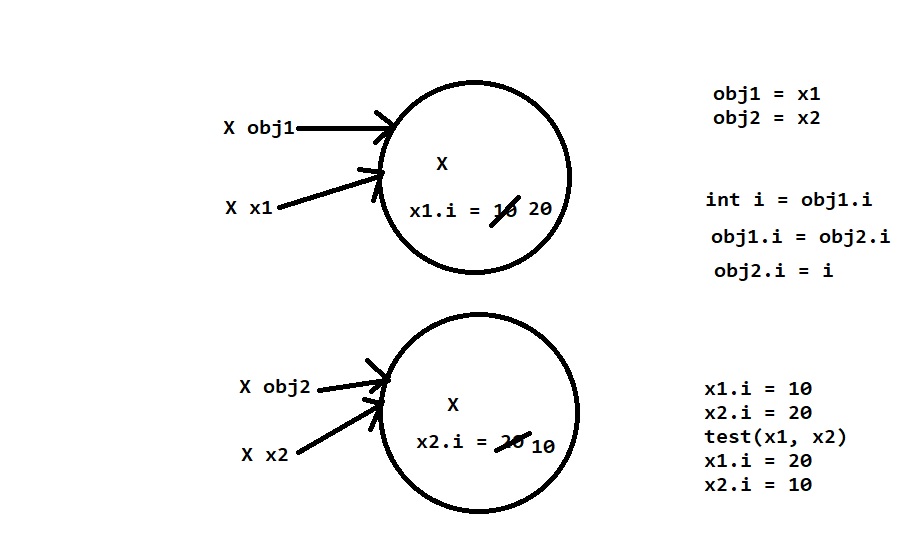 X obj1
X x1
X
x1.i = 10 20
X obj2
X x2
X
x2.i = 20 10
obj1 = x1
obj2 = x2
int i = obj1.i
obj1.i = obj2.i
obj2.i = i
x1.i = 10
x2.i = 20
test(x1, x2)
x1.i = 20
x2.i = 10